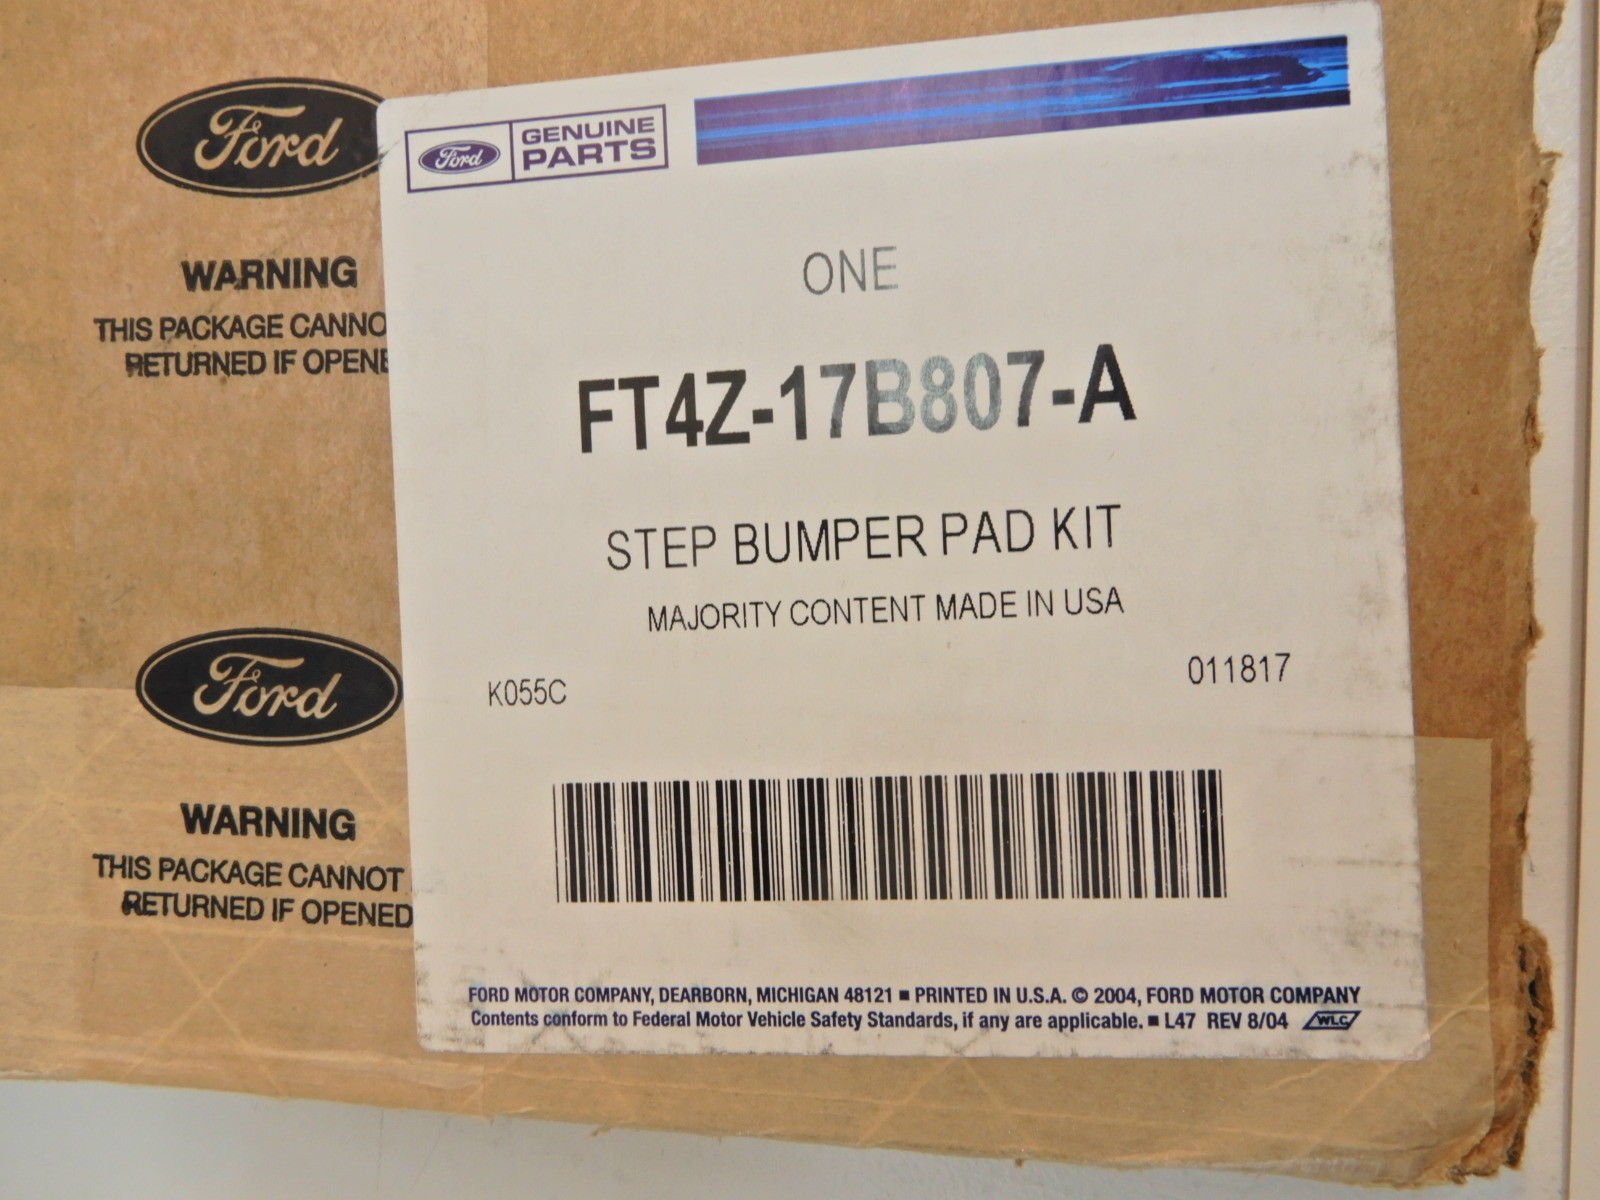 Ford
WARNING
THIS PACKAGE CANNO
RETURNED IF OPENE
Ford
WARNING
THIS PACKAGE CANNOT
RETURNED IF OPENED
Ford
GENUINE
PARTS
ONE
FT4Z-17B807-A
STEP BUMPER PAD KIT
MAJORITY CONTENT MADE IN USA
K055C
011817
FORD MOTOR COMPANY, DEARBORN, MICHIGAN 48121 ■ PRINTED IN U.S.A. © 2004, FORD MOTOR COMPANY
Contents conform to Federal Motor Vehicle Safety Standards, if any are applicable. ■ L47 REV 8/04 WLC